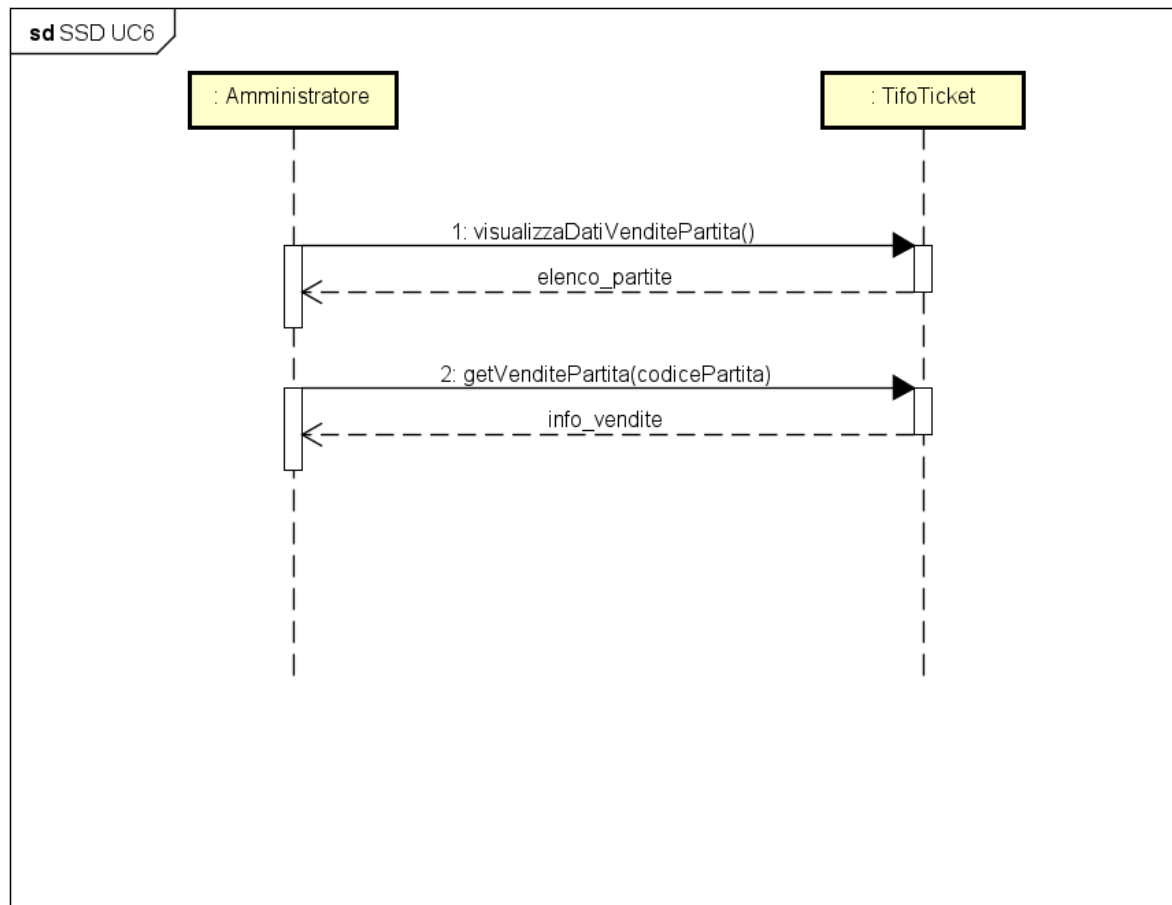 sd SSD UC6
: Amministratore
: TifoTicket
1: visualizzaDatiVenditePartita()
elenco_partite
2: getVenditePartita(codicePartita)
info_vendite